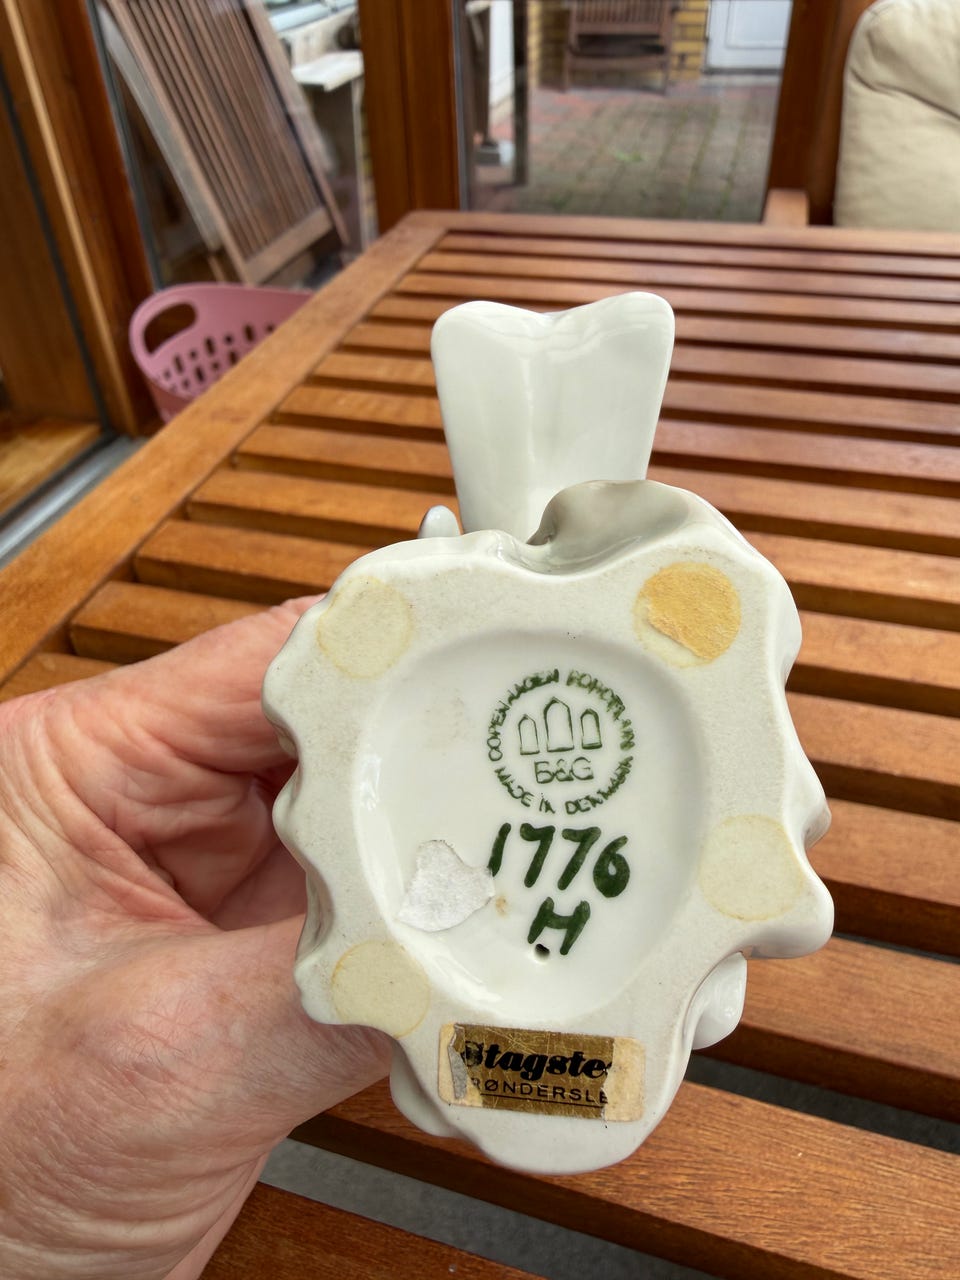 COPENHAGEN PORCELAIN
B&G
MADE IN DENMARK
1776
H
Stagste
RØNDERSLE